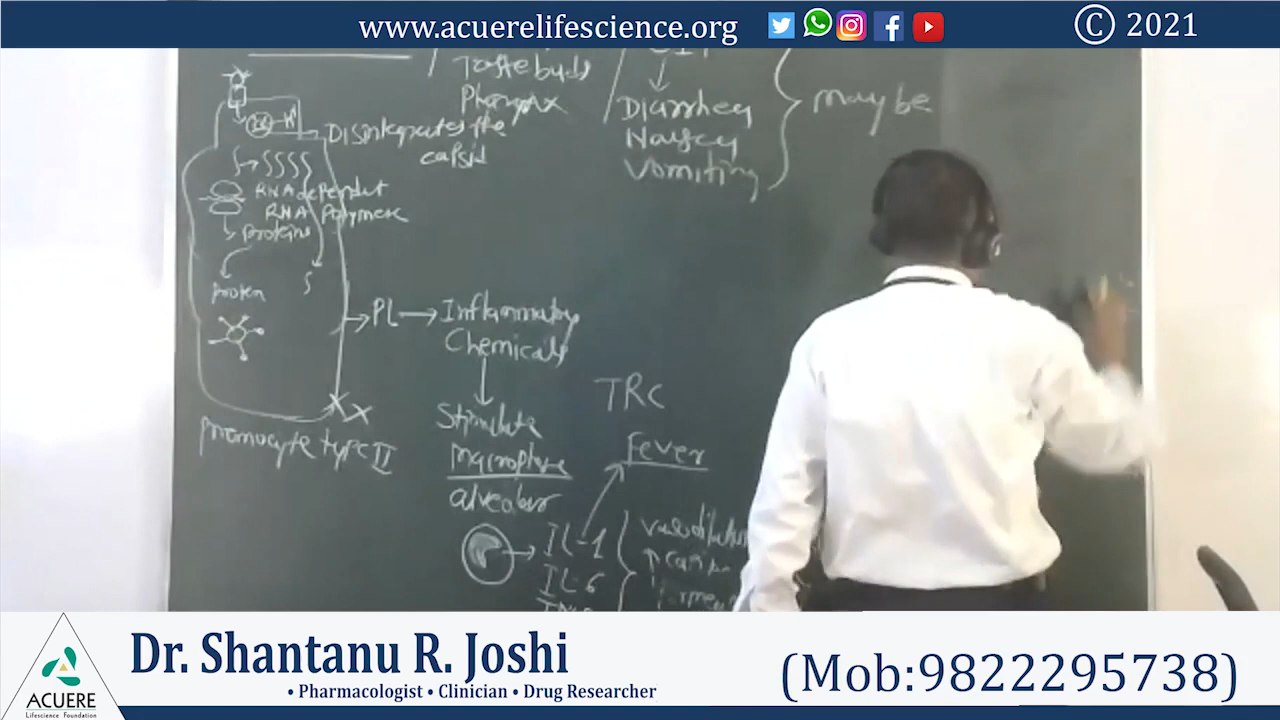 www.acuerelifescience.org
© 2021
Taste buds
Pharynx
Diarrhea
Nausea
Vomiting
may be
Disintegrates the
capsid
RNA dependent
RNA Polymerase
Proteins
protein
PL → Inflammatory
Chemicals
Stimulate
macrophage
alveolar
pnemocyte type II
TRC
Fever
IL-1
IL-6
Dr. Shantanu R. Joshi
• Pharmacologist • Clinician • Drug Researcher
(Mob:9822295738)
ACUERE
Lifescience Foundation